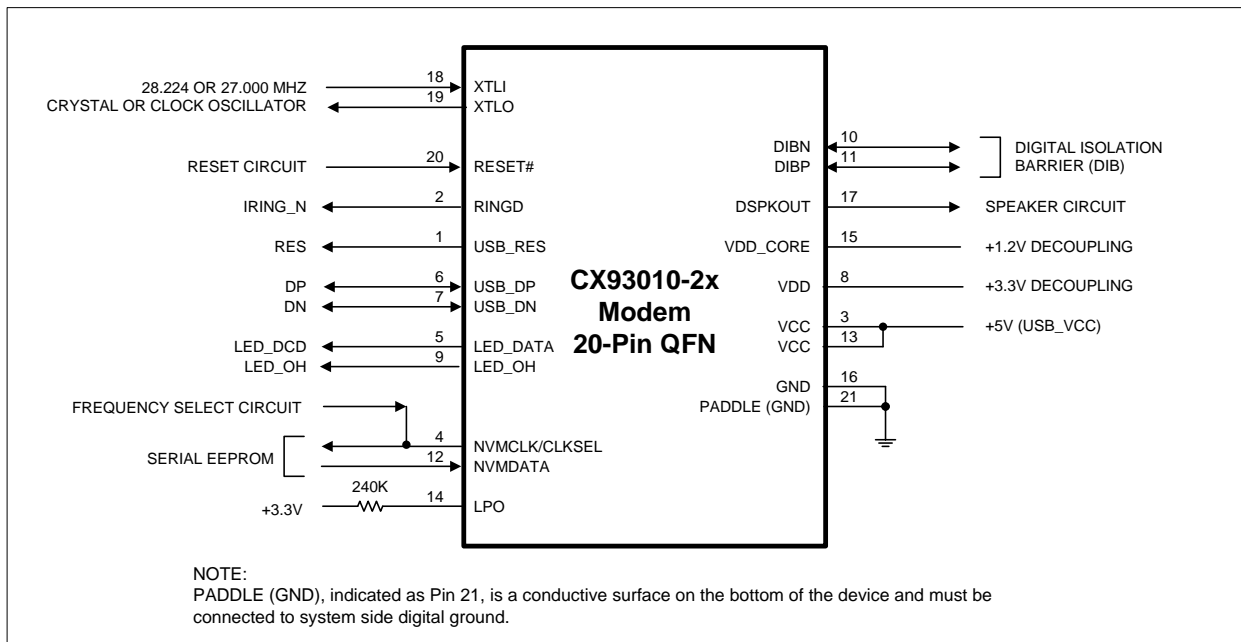 28.224 OR 27.000 MHZ
CRYSTAL OR CLOCK OSCILLATOR
18
XTLI
19
XTLO
RESET CIRCUIT
20
RESET#
IRING_N
2
RINGD
RES
1
USB_RES
DP
6
USB_DP
DN
7
USB_DN
LED_DCD
5
LED_DATA
LED_OH
9
LED_OH
FREQUENCY SELECT CIRCUIT
4
NVMCLK/CLKSEL
SERIAL EEPROM
12
NVMDATA
+3.3V
240K
14
LPO
CX93010-2x
Modem
20-Pin QFN
DIBN
10
DIBP
11
DIGITAL ISOLATION
BARRIER (DIB)
DSPKOUT
17
SPEAKER CIRCUIT
VDD_CORE
15
+1.2V DECOUPLING
VDD
8
+3.3V DECOUPLING
VCC
3
+5V (USB_VCC)
VCC
13
GND
16
PADDLE (GND)
21
NOTE:
PADDLE (GND), indicated as Pin 21, is a conductive surface on the bottom of the device and must be
connected to system side digital ground.